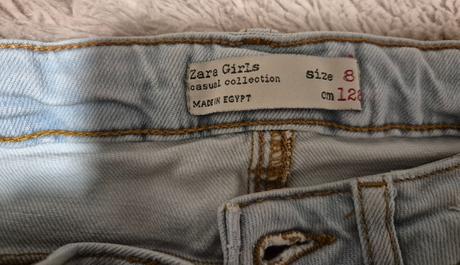 Zara Girls size 8
casual collection
MADE IN EGYPT cm 128